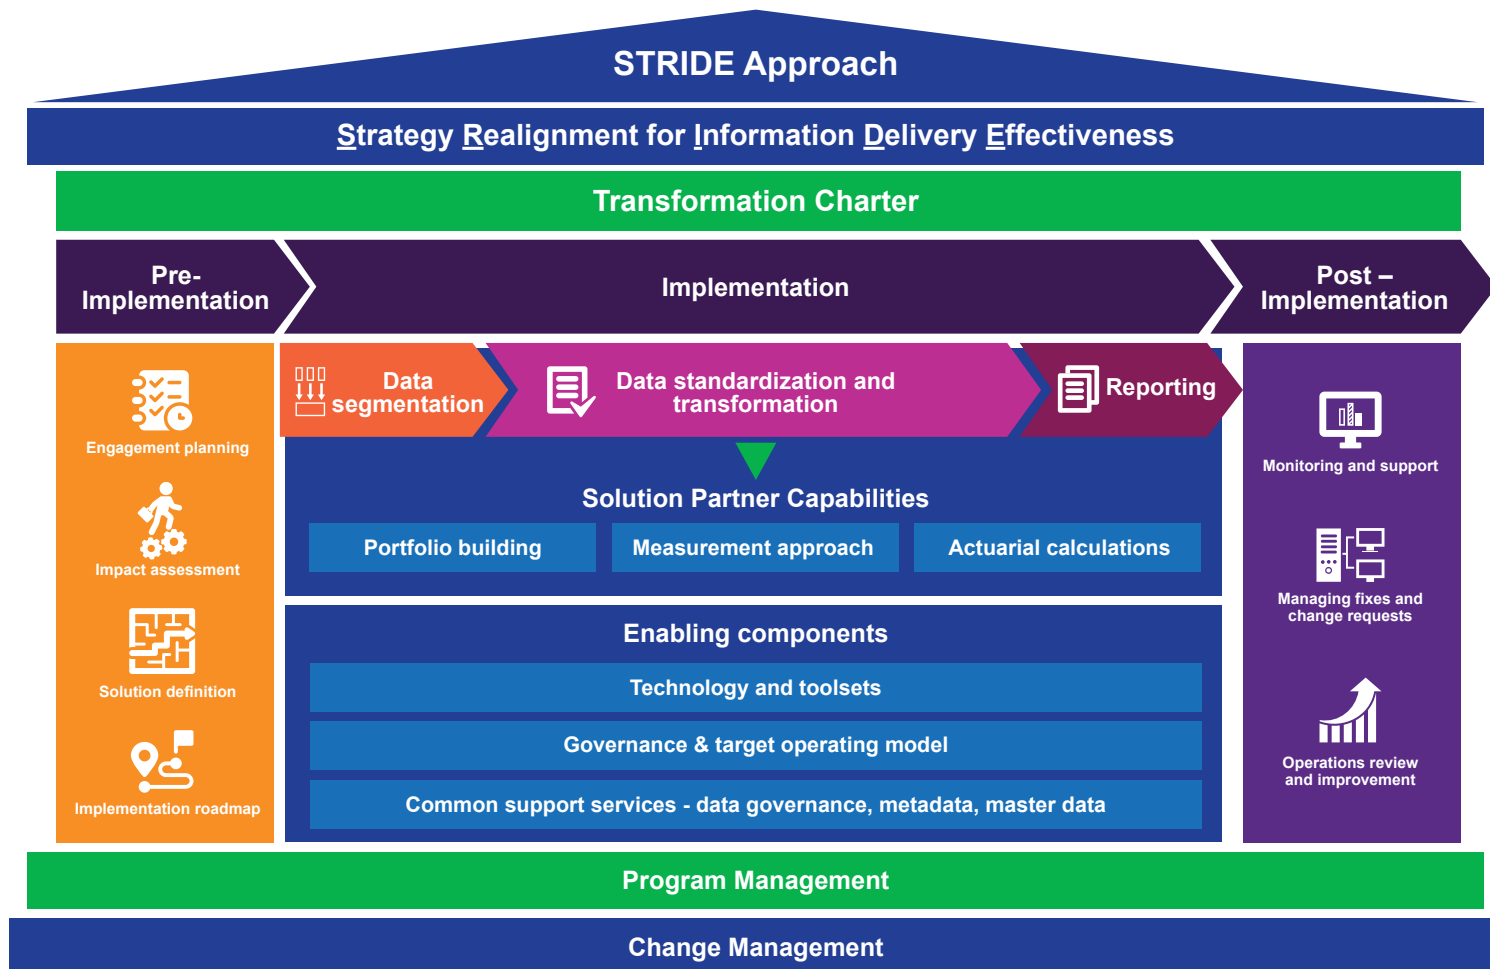 STRIDE Approach
Strategy Realignment for Information Delivery Effectiveness
Transformation Charter
Pre-
Implementation
Implementation
Post –
Implementation
Engagement planning
Impact assessment
Solution definition
Implementation roadmap
Data
segmentation
Data standardization and
transformation
Reporting
Solution Partner Capabilities
Portfolio building
Measurement approach
Actuarial calculations
Enabling components
Technology and toolsets
Governance & target operating model
Common support services - data governance, metadata, master data
Monitoring and support
Managing fixes and
change requests
Operations review
and improvement
Program Management
Change Management